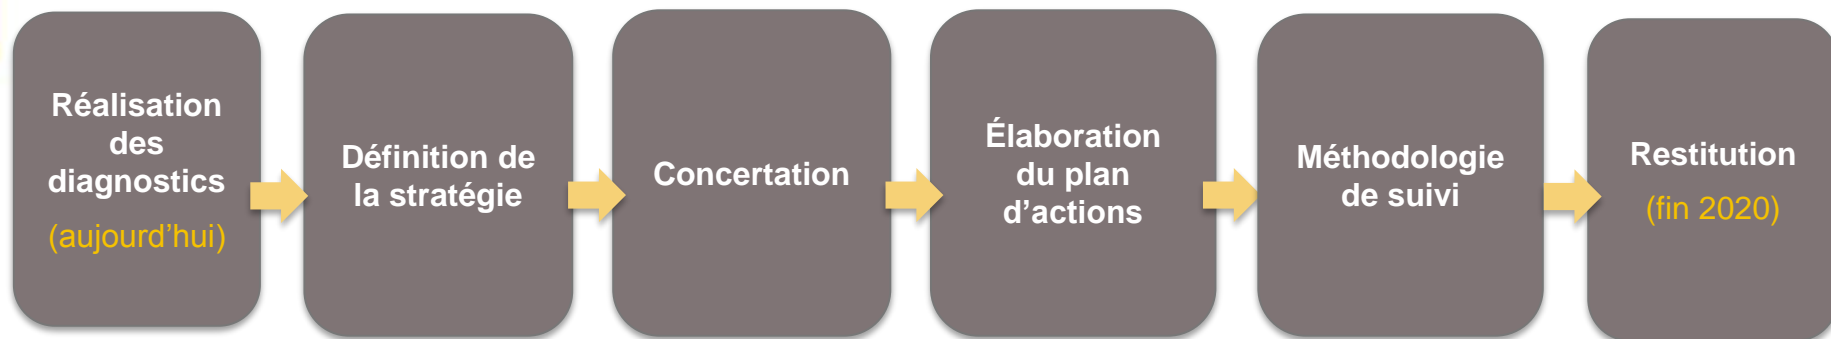 Réalisation
des
diagnostics
(aujourd’hui)
Définition de
la stratégie
Concertation
Élaboration
du plan
d’actions
Méthodologie
de suivi
Restitution
(fin 2020)